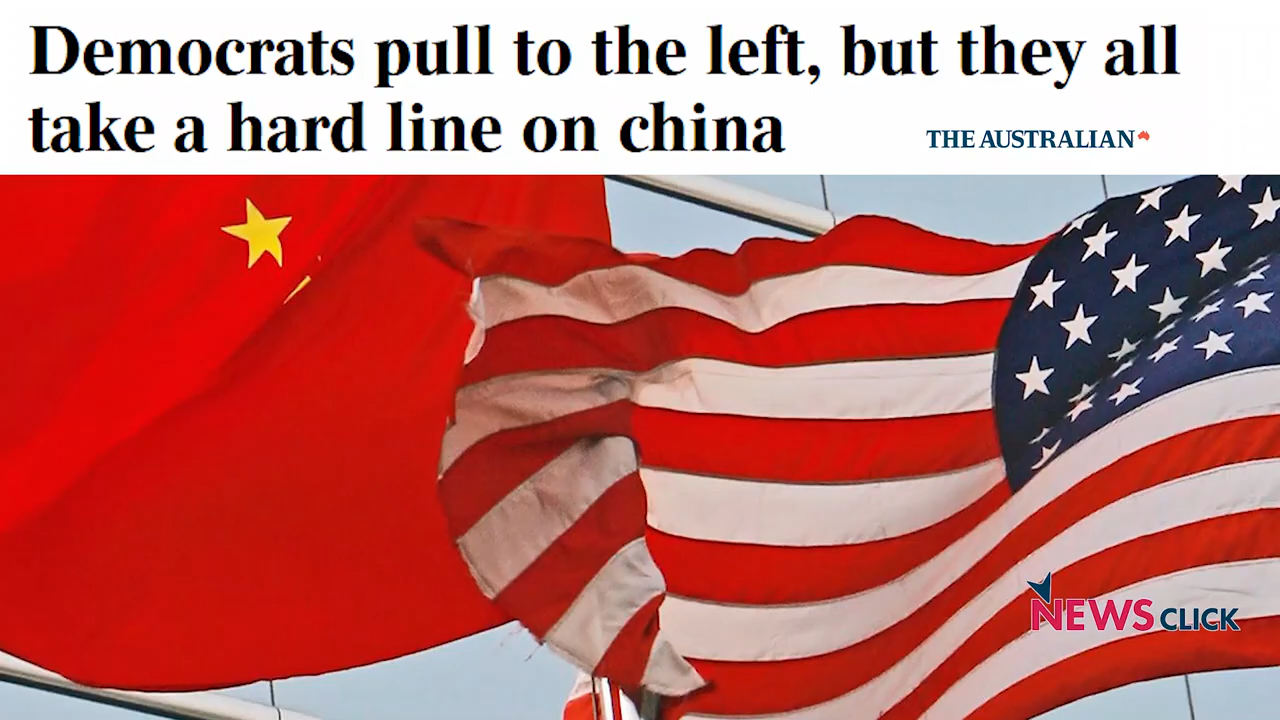 Democrats pull to the left, but they all
take a hard line on china
THE AUSTRALIAN
NEWSCLICK